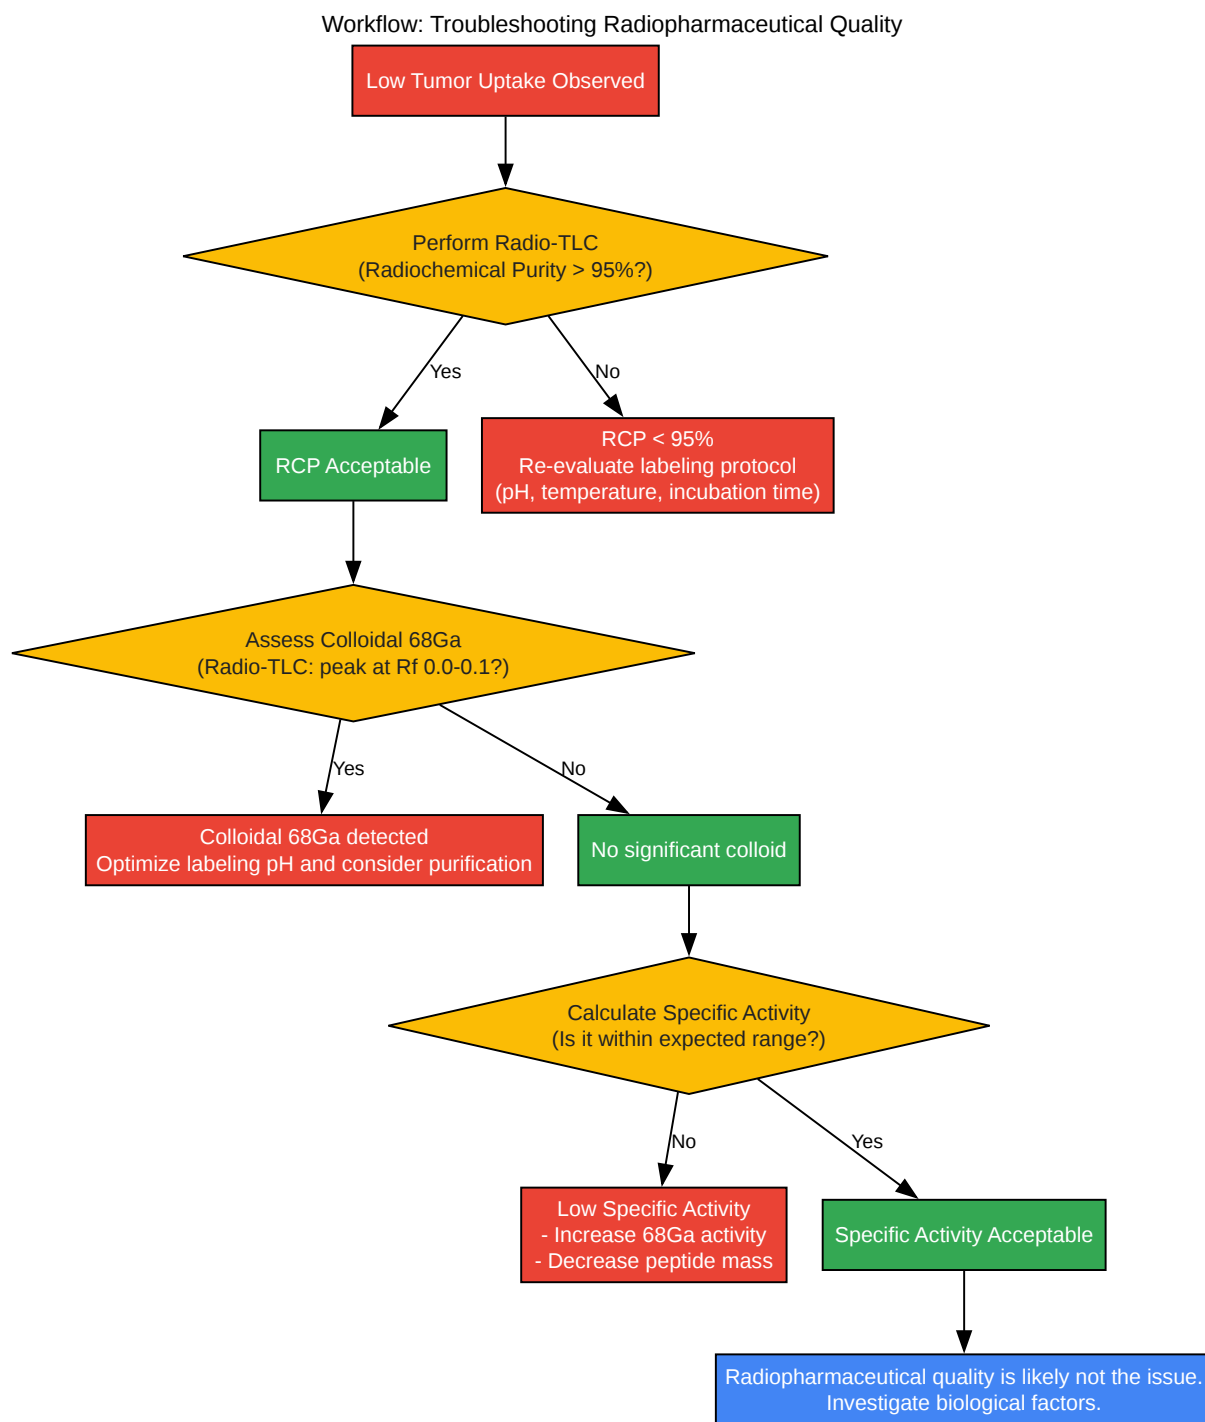 Workflow: Troubleshooting Radiopharmaceutical Quality
Low Tumor Uptake Observed
Perform Radio-TLC
(Radiochemical Purity > 95%?)
Yes
No
RCP Acceptable
RCP < 95%
Re-evaluate labeling protocol
(pH, temperature, incubation time)
Assess Colloidal 68Ga
(Radio-TLC: peak at Rf 0.0-0.1?)
Yes
No
Colloidal 68Ga detected
Optimize labeling pH and consider purification
No significant colloid
Calculate Specific Activity
(Is it within expected range?)
No
Yes
Low Specific Activity
- Increase 68Ga activity
- Decrease peptide mass
Specific Activity Acceptable
Radiopharmaceutical quality is likely not the issue.
Investigate biological factors.